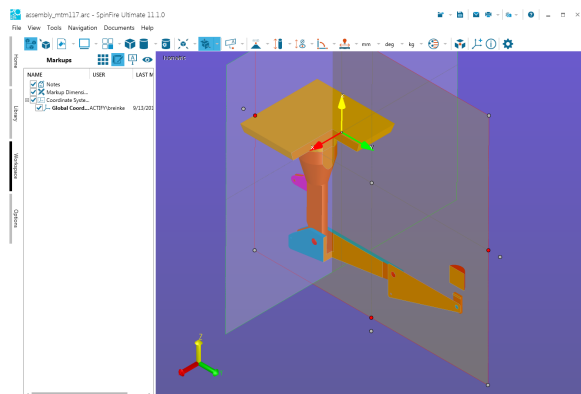 assembly_mtm117 arc - SpinFire Ultimate 11.1.0
File View Tools Navigation Documents Help
mm deg kg
Home
Library
Workspace
Options
Markups
NAME USER LAST M
Notes
Markup Dimensi...
Coordinate Syste...
Global Coord... ACTIFY\breinke 9/13/201
Z